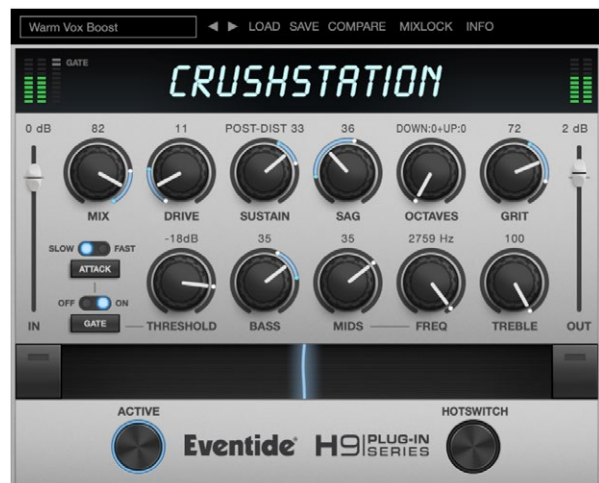 Warm Vox Boost ◀ ▶ LOAD SAVE COMPARE MIXLOCK INFO
GATE
CRUSHSTATION
0 dB 82 11 POST-DIST 33 36 DOWN:0+UP:0 72 2 dB
MIX DRIVE SUSTAIN SAG OCTAVES GRIT
-18dB 35 35 2759 Hz 100
SLOW FAST
ATTACK
OFF ON
GATE
IN THRESHOLD BASS MIDS FREQ TREBLE OUT
ACTIVE HOTSWITCH
Eventide® H9 PLUG-IN SERIES